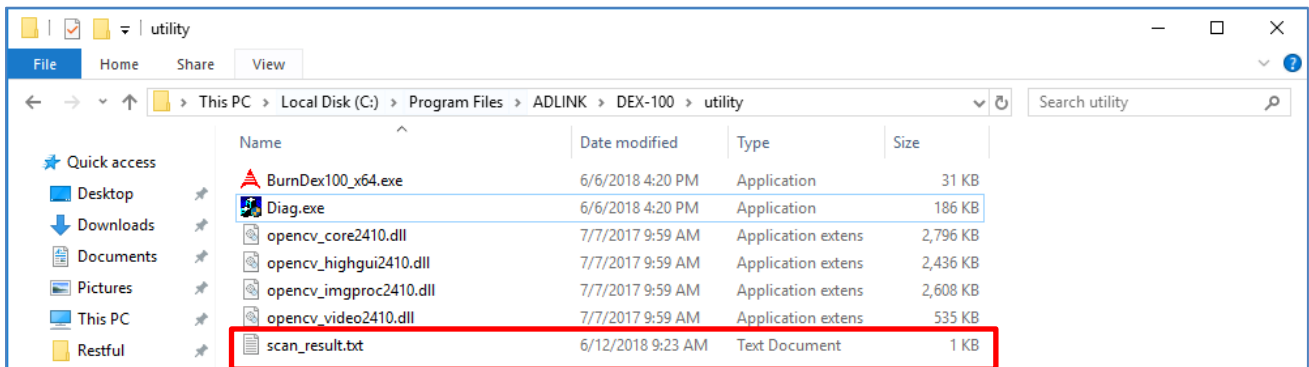 utility
File Home Share View
This PC > Local Disk (C:) > Program Files > ADLINK > DEX-100 > utility Search utility
Name Date modified Type Size
Quick access
Desktop
Downloads
Documents
Pictures
This PC
Restful
BurnDex100_x64.exe 6/6/2018 4:20 PM Application 31 KB
Diag.exe 6/6/2018 4:20 PM Application 186 KB
opencv_core2410.dll 7/7/2017 9:59 AM Application extens 2,796 KB
opencv_highgui2410.dll 7/7/2017 9:59 AM Application extens 2,436 KB
opencv_imgproc2410.dll 7/7/2017 9:59 AM Application extens 2,608 KB
opencv_video2410.dll 7/7/2017 9:59 AM Application extens 535 KB
scan_result.txt 6/12/2018 9:23 AM Text Document 1 KB